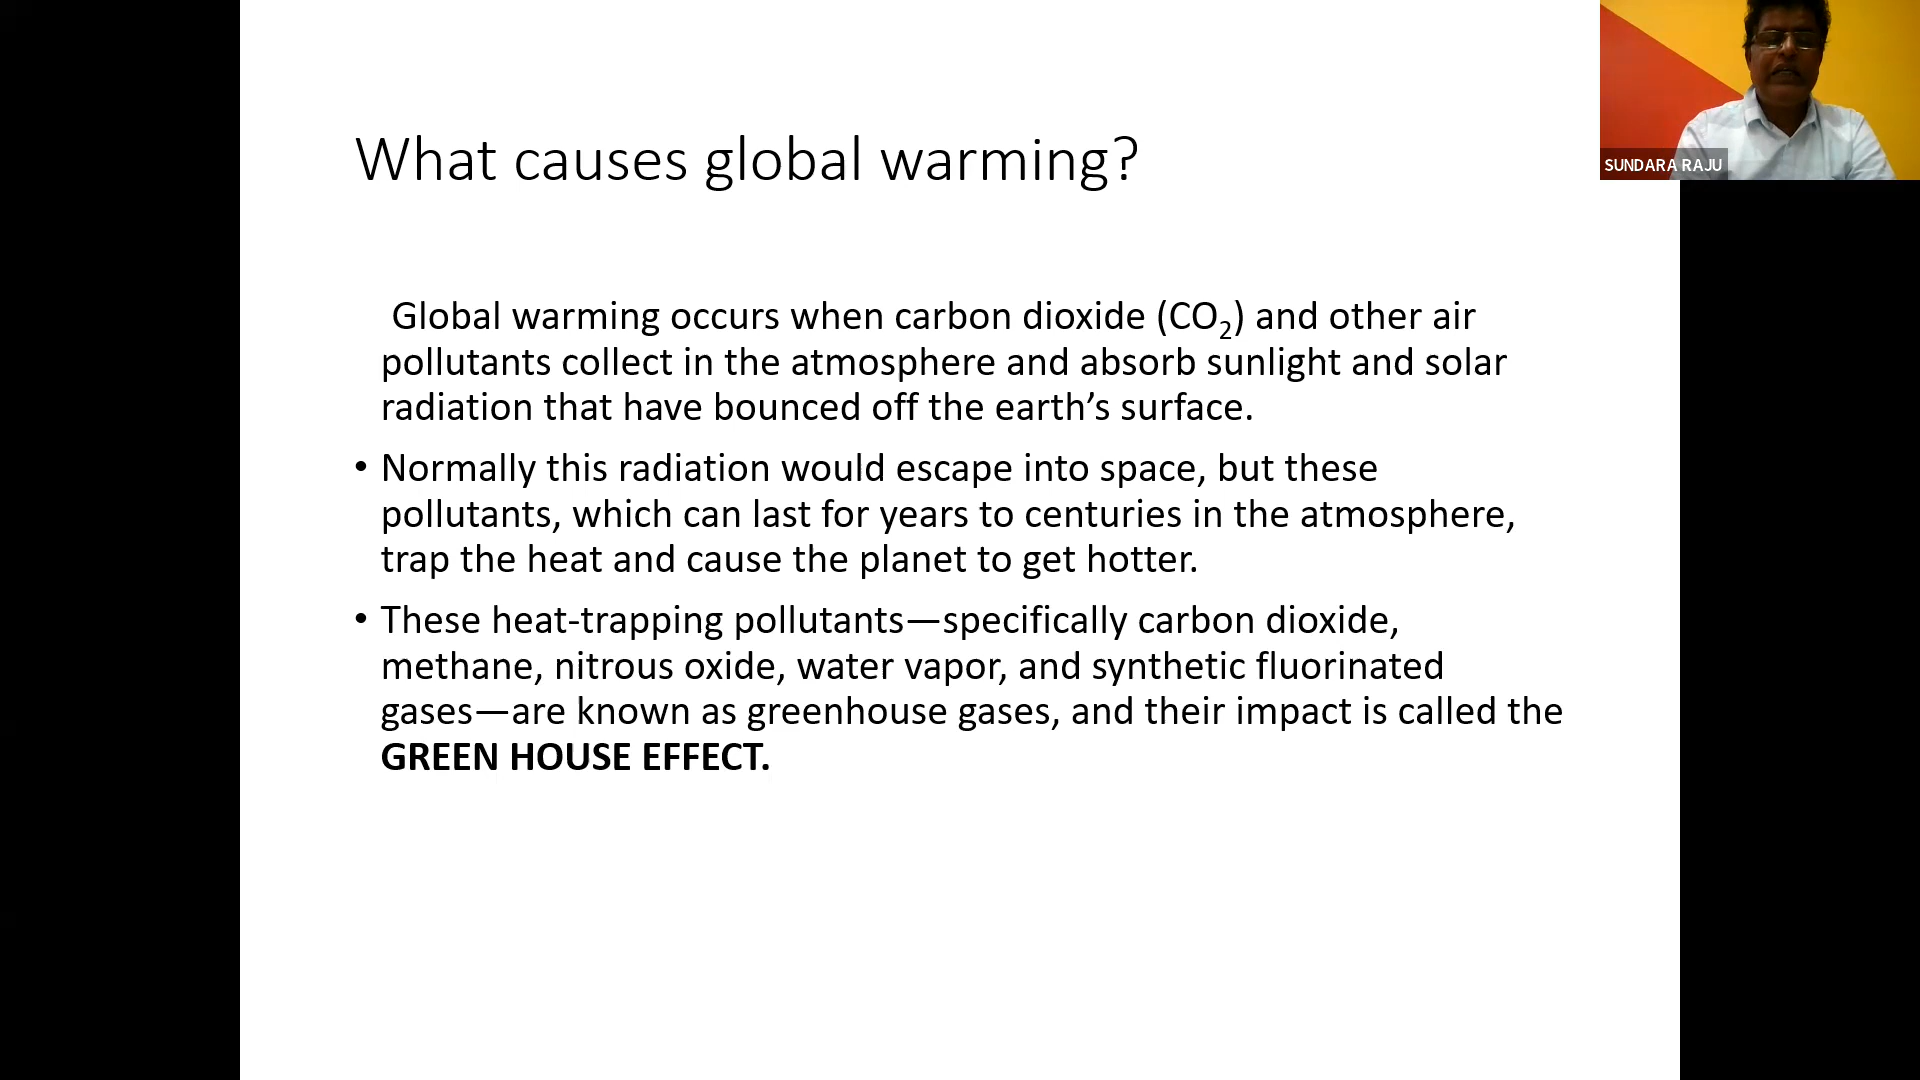 What causes global warming?
Global warming occurs when carbon dioxide (CO₂) and other air
pollutants collect in the atmosphere and absorb sunlight and solar
radiation that have bounced off the earth’s surface.
• Normally this radiation would escape into space, but these
pollutants, which can last for years to centuries in the atmosphere,
trap the heat and cause the planet to get hotter.
• These heat-trapping pollutants—specifically carbon dioxide,
methane, nitrous oxide, water vapor, and synthetic fluorinated
gases—are known as greenhouse gases, and their impact is called the
GREEN HOUSE EFFECT.
SUNDARA RAJU